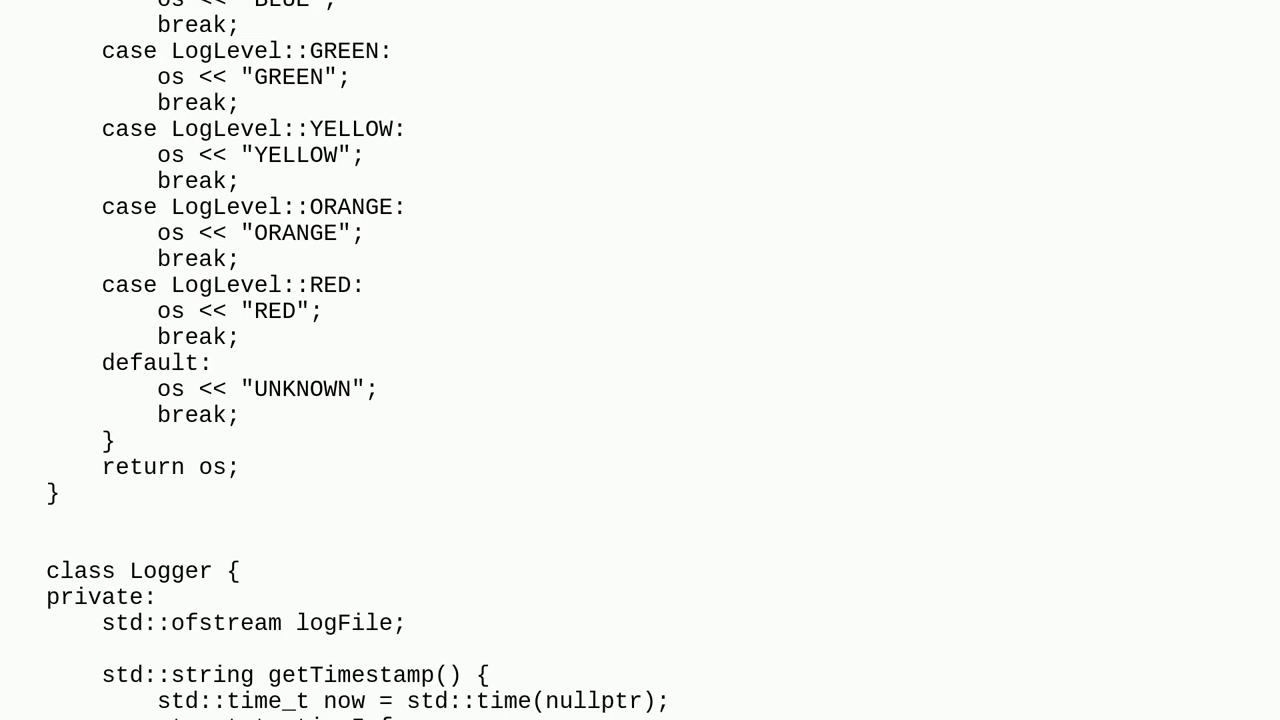 break;
    case LogLevel::GREEN:
        os << "GREEN";
        break;
    case LogLevel::YELLOW:
        os << "YELLOW";
        break;
    case LogLevel::ORANGE:
        os << "ORANGE";
        break;
    case LogLevel::RED:
        os << "RED";
        break;
    default:
        os << "UNKNOWN";
        break;
    }
    return os;
}
class Logger {
private:
    std::ofstream logFile;
    std::string getTimestamp() {
        std::time_t now = std::time(nullptr);